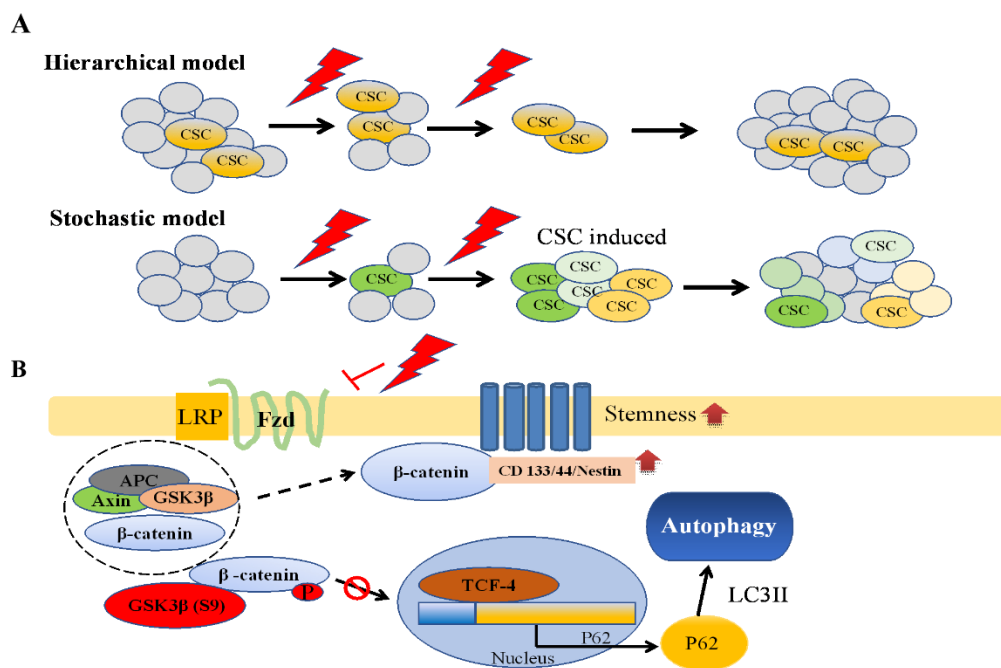 A
Hierarchical model
CSC
CSC
CSC
CSC
CSC
CSC
CSC
CSC
Stochastic model
CSC
CSC induced
CSC
CSC
CSC
CSC
CSC
CSC
CSC
CSC
CSC
B
LRP
Fzd
Stemness
β-catenin
CD 133/44/Nestin
APC
Axin
GSK3β
β-catenin
β -catenin
P
GSK3β (S9)
TCF-4
P62
Nucleus
P62
LC3II
Autophagy